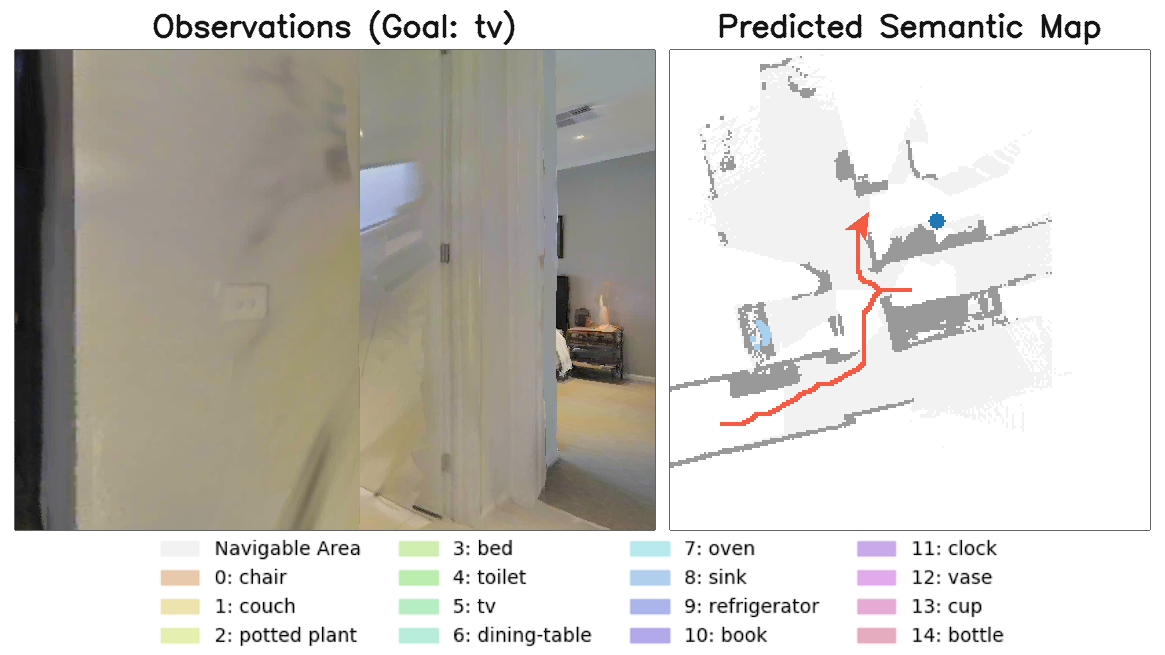 Observations (Goal: tv)
Predicted Semantic Map
Navigable Area
0: chair
1: couch
2: potted plant
3: bed
4: toilet
5: tv
6: dining-table
7: oven
8: sink
9: refrigerator
10: book
11: clock
12: vase
13: cup
14: bottle